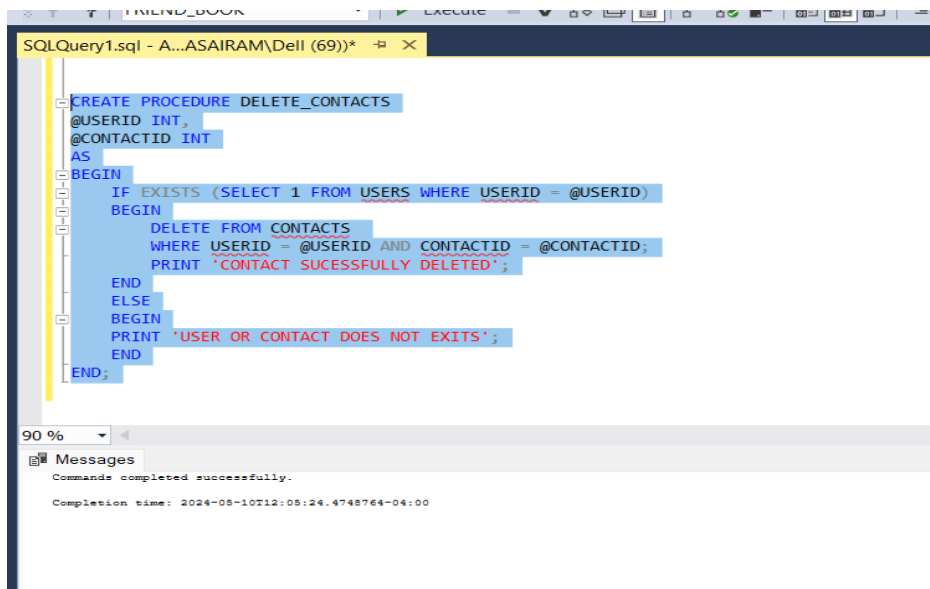 FRIEND_BOOK Execute
SQLQuery1.sql - A...ASAIRAM\Dell (69))*
CREATE PROCEDURE DELETE_CONTACTS
@USERID INT,
@CONTACTID INT
AS
BEGIN
IF EXISTS (SELECT 1 FROM USERS WHERE USERID = @USERID)
BEGIN
DELETE FROM CONTACTS
WHERE USERID = @USERID AND CONTACTID = @CONTACTID;
PRINT 'CONTACT SUCESSFULLY DELETED';
END
ELSE
BEGIN
PRINT 'USER OR CONTACT DOES NOT EXITS';
END
END;
90 %
Messages
Commands completed successfully.
Completion time: 2024-05-10T12:05:24.4748764-04:00